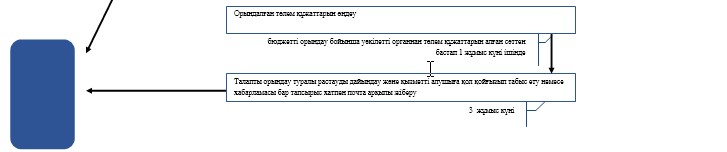 Орындалған төлем құжаттарын өңдеу
бюджетті орындау бойынша уәкілетті органнан төлем құжаттарын алған сәттен
бастап 1 жұмыс күні ішінде
Талапты орындау туралы растауды дайындау және қызметті алушыға қол қойғызып табыс ету немесе
хабарламасы бар тапсырыс хатпен почта арқылы жіберу
3 жұмыс күні